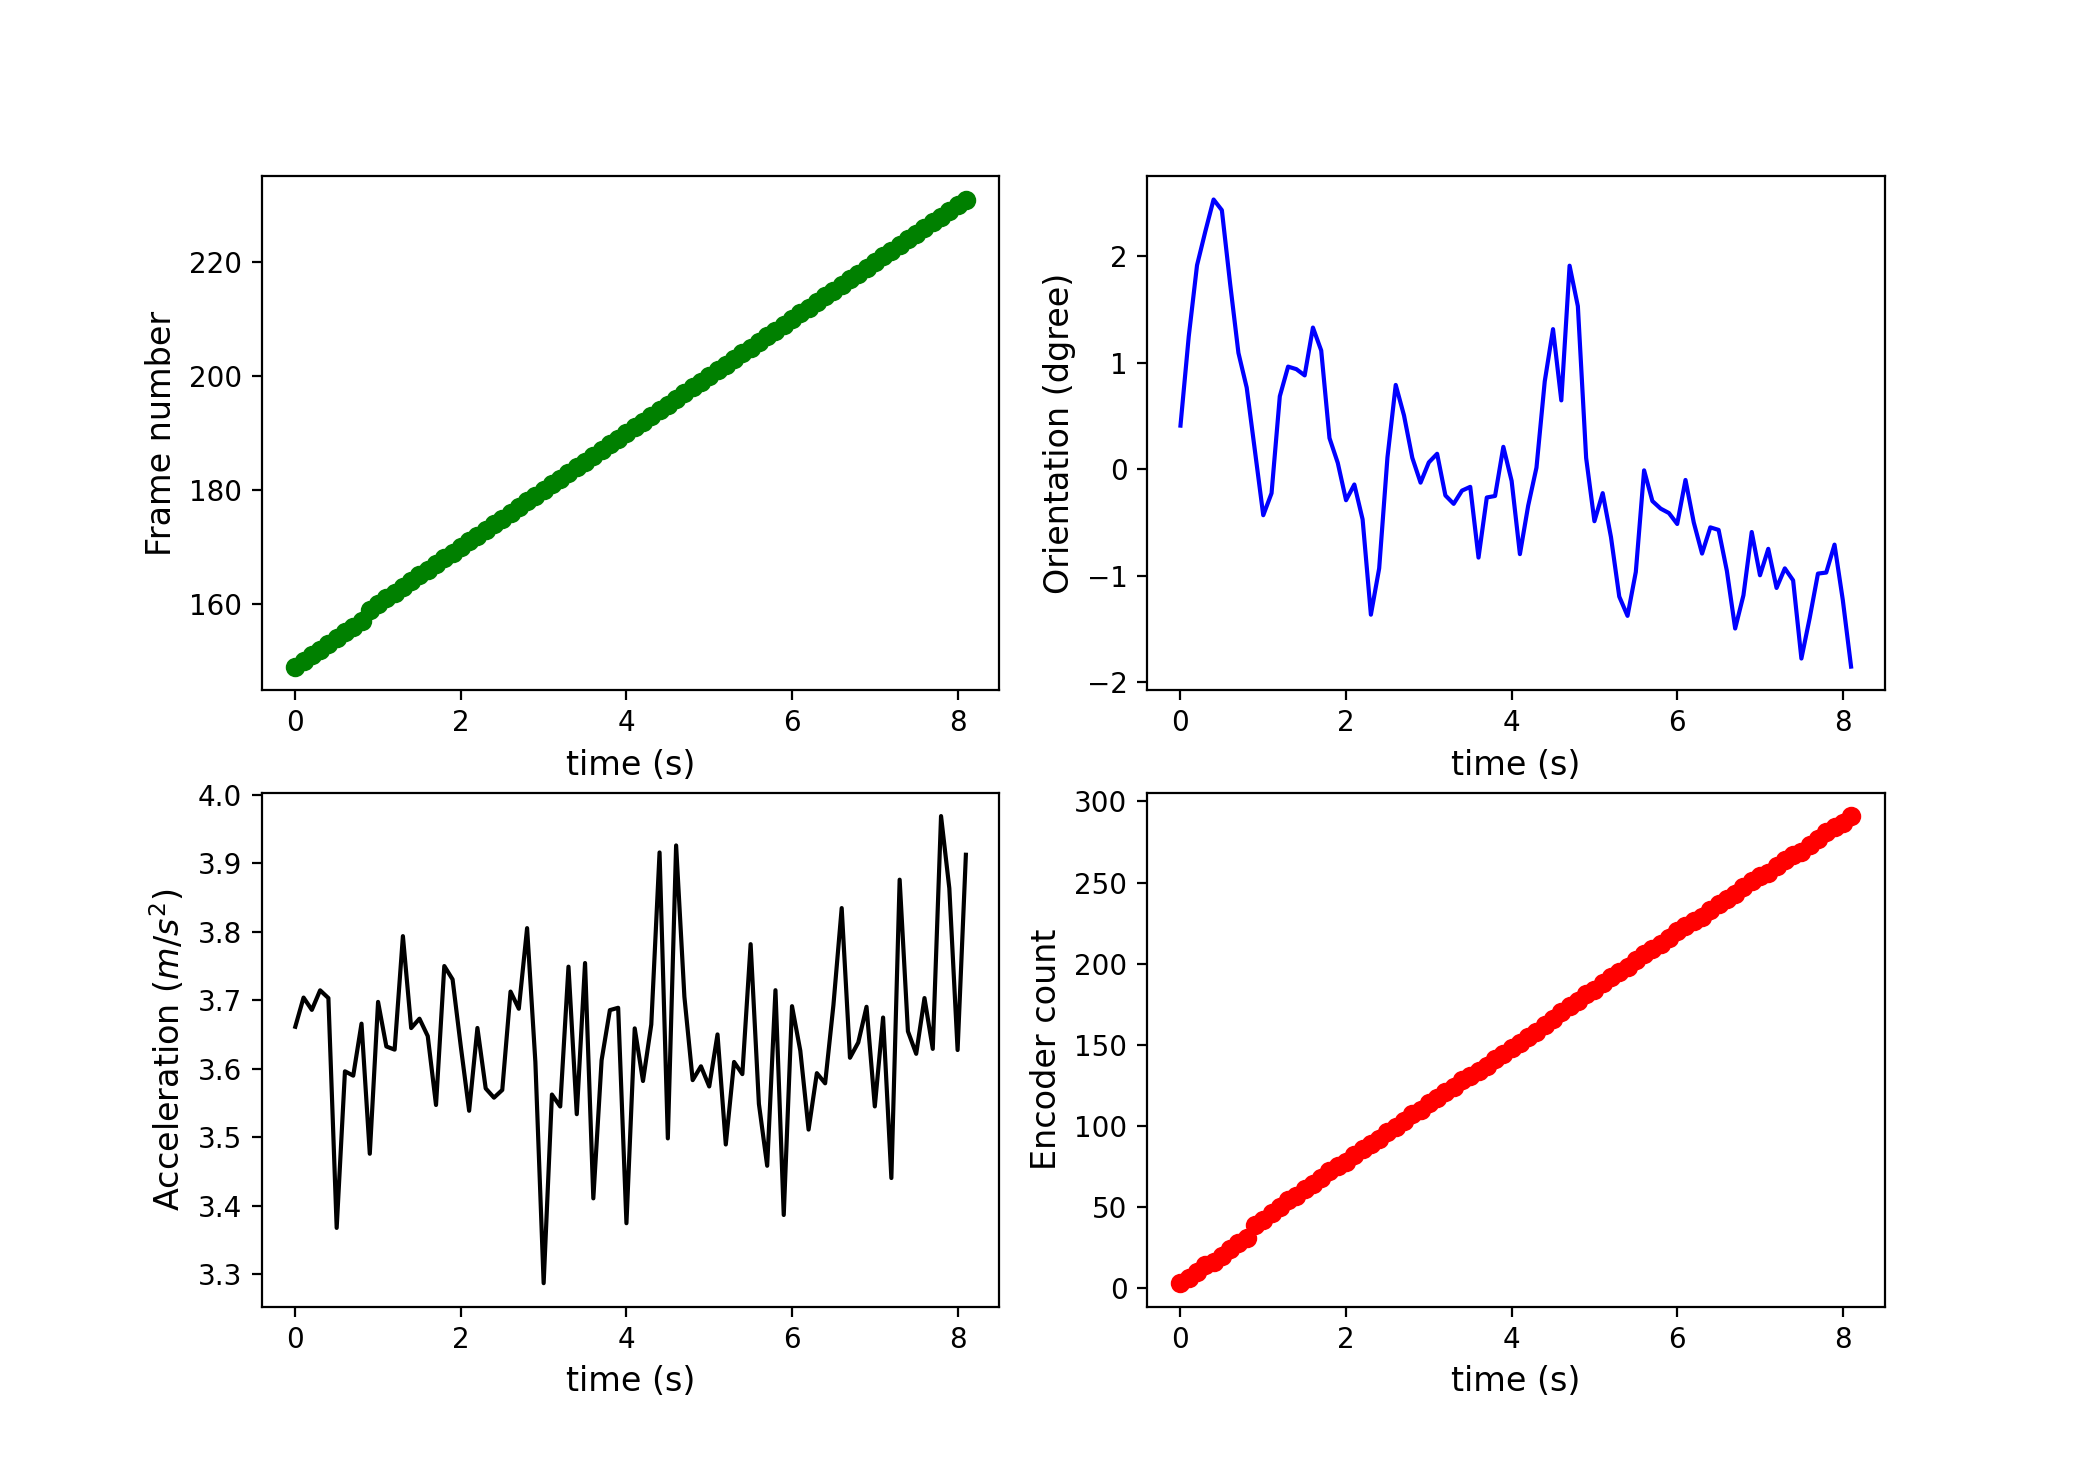 Frame number
220
200
180
160
0 2 4 6 8
time (s)
Orientation (dgree)
2
1
0
−1
−2
0 2 4 6 8
time (s)
Acceleration (m/s²)
4.0
3.9
3.8
3.7
3.6
3.5
3.4
3.3
0 2 4 6 8
time (s)
Encoder count
300
250
200
150
100
50
0
0 2 4 6 8
time (s)